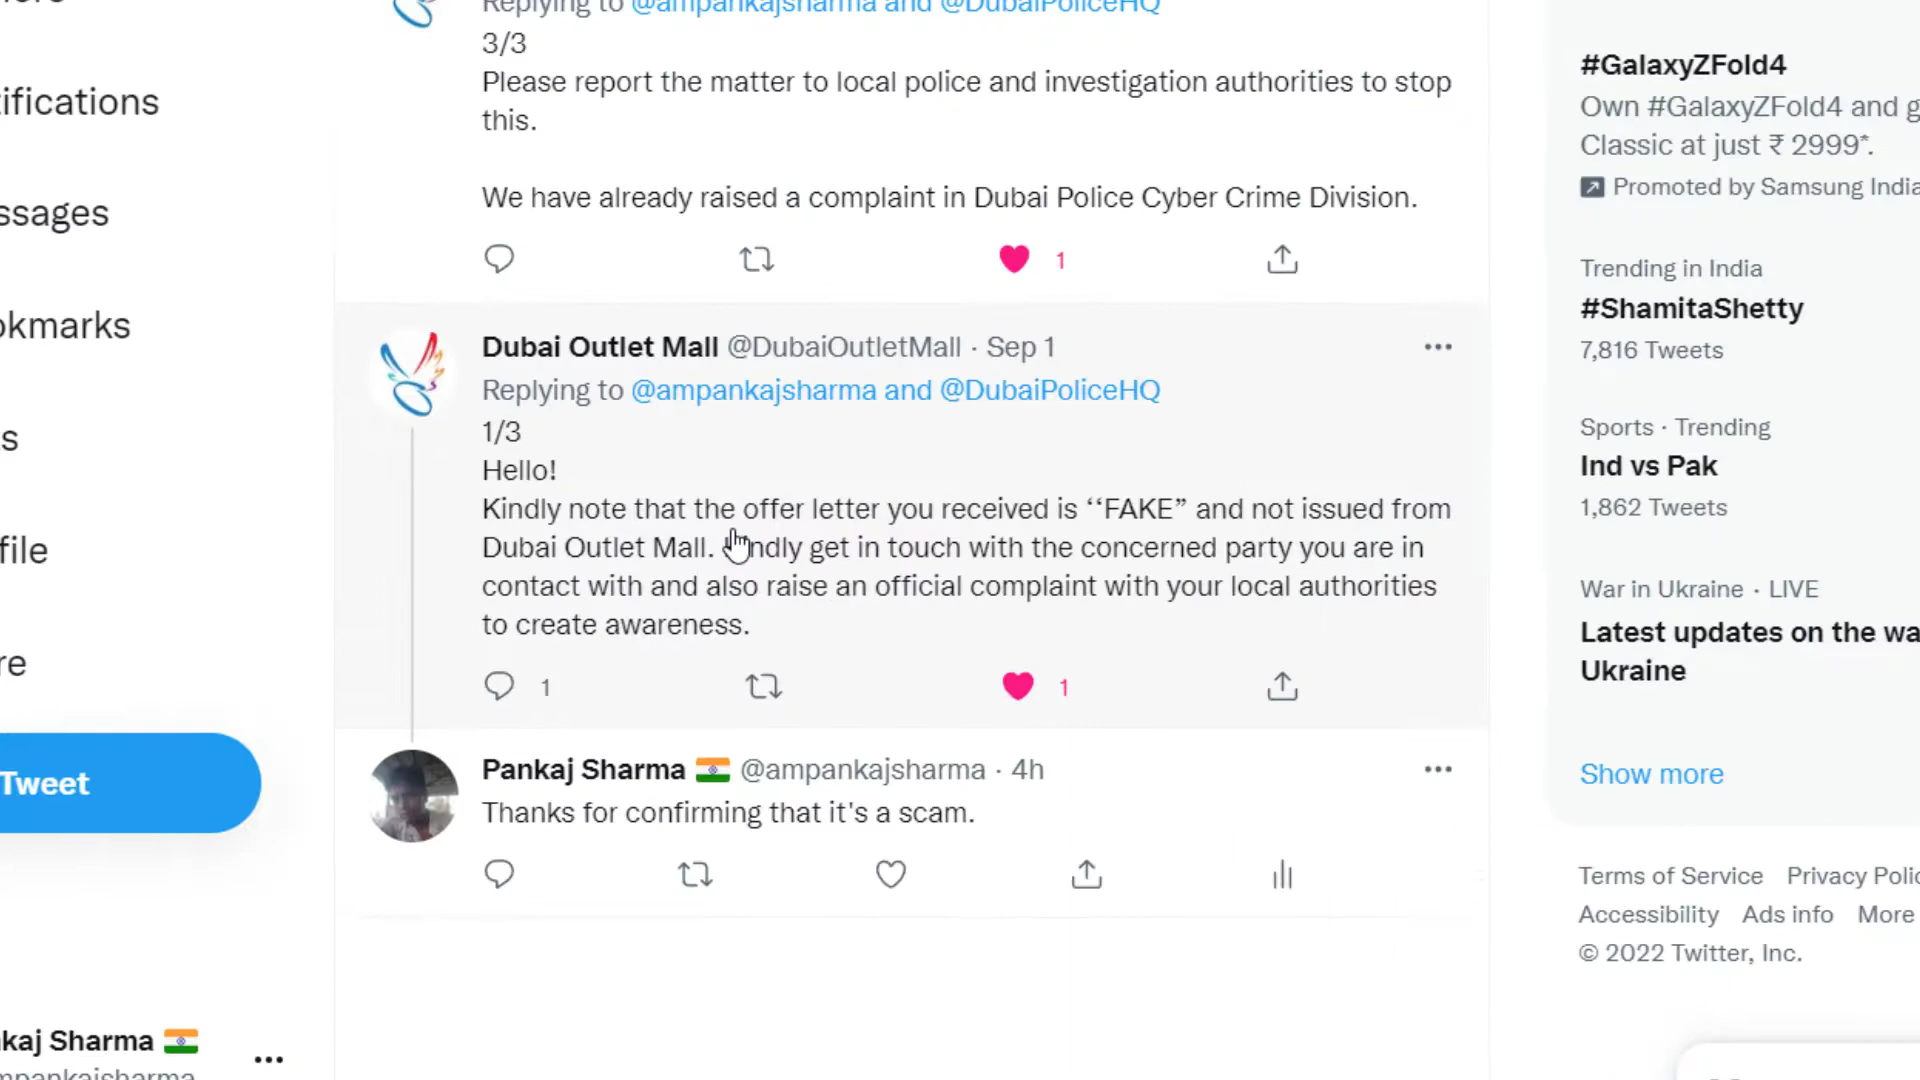 ifications
ssages
okmarks
s
file
re
Tweet
kaj Sharma
Replying to @ampankajsharma and @DubaiPoliceHQ
3/3
Please report the matter to local police and investigation authorities to stop
this.
We have already raised a complaint in Dubai Police Cyber Crime Division.
1
Dubai Outlet Mall @DubaiOutletMall · Sep 1
Replying to @ampankajsharma and @DubaiPoliceHQ
1/3
Hello!
Kindly note that the offer letter you received is ‘‘FAKE” and not issued from
Dubai Outlet Mall. Kindly get in touch with the concerned party you are in
contact with and also raise an official complaint with your local authorities
to create awareness.
1 1
Pankaj Sharma @ampankajsharma · 4h
Thanks for confirming that it's a scam.
#GalaxyZFold4
Own #GalaxyZFold4 and g
Classic at just ₹ 2999*.
Promoted by Samsung India
Trending in India
#ShamitaShetty
7,816 Tweets
Sports · Trending
Ind vs Pak
1,862 Tweets
War in Ukraine · LIVE
Latest updates on the wa
Ukraine
Show more
Terms of Service Privacy Polic
Accessibility Ads info More
© 2022 Twitter, Inc.